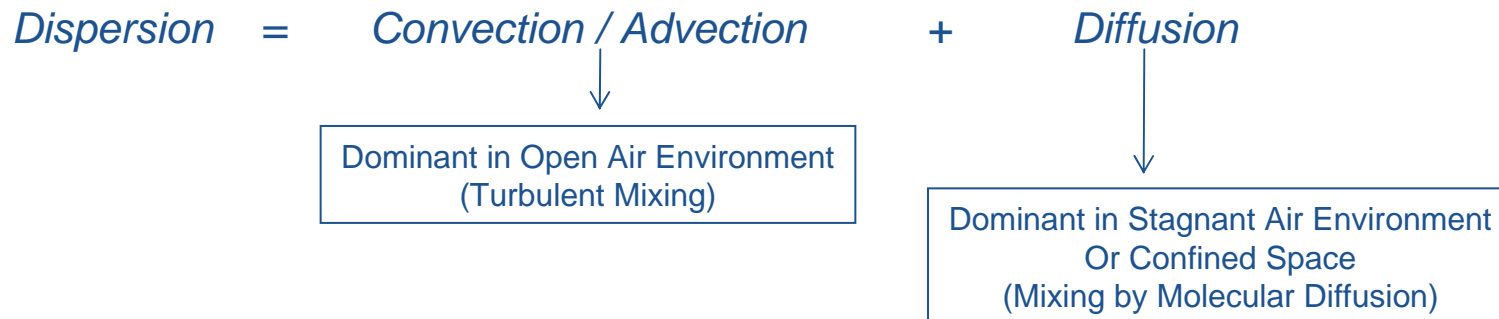 Dispersion = Convection / Advection + Diffusion
Dominant in Open Air Environment
(Turbulent Mixing)
Dominant in Stagnant Air Environment
Or Confined Space
(Mixing by Molecular Diffusion)